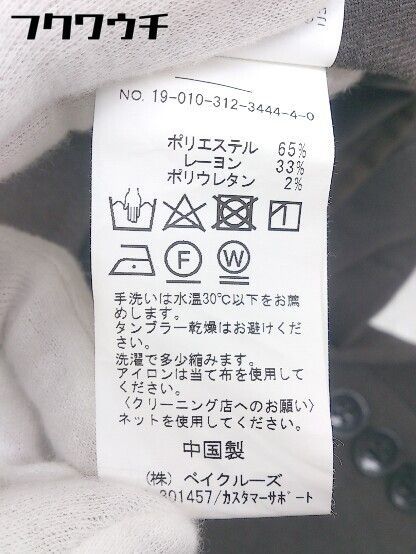 フクワウチ
NO. 19-010-312-3444-4-0
ポリエステル 65%
レーヨン 33%
ポリウレタン 2%
F W
手洗いは水温30℃以下をお薦
めします。
タンブラー乾燥はお避けくだ
さい。
洗濯で多少縮みます。
アイロンは当て布を使用して
ください。
〈クリーニング店へのお願い〉
ネットを使用してください。
中国製
(株) ベイクルーズ
301457/カスタマーサポート